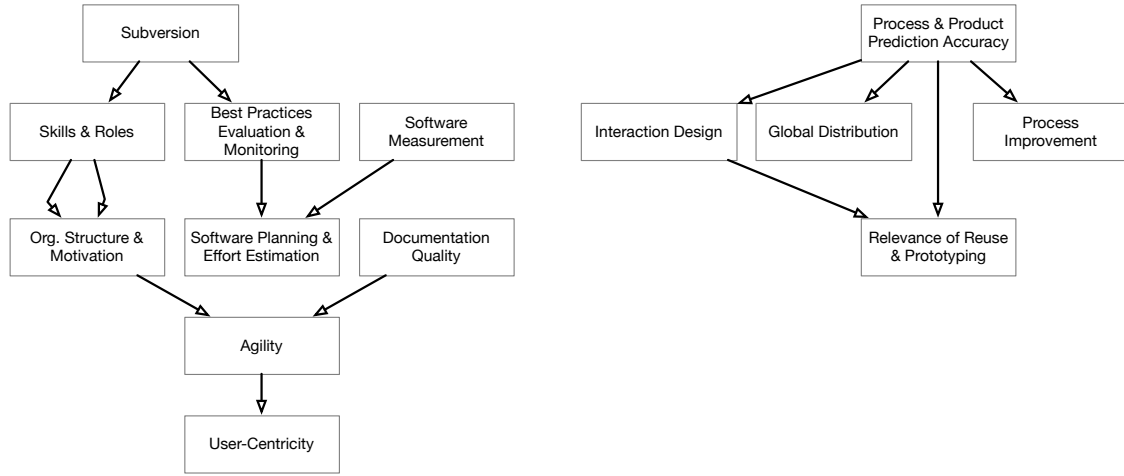 Subversion
Process & Product
Prediction Accuracy
Skills & Roles
Best Practices
Evaluation &
Monitoring
Software
Measurement
Interaction Design
Global Distribution
Process
Improvement
Org. Structure &
Motivation
Software Planning &
Effort Estimation
Documentation
Quality
Relevance of Reuse
& Prototyping
Agility
User-Centricity